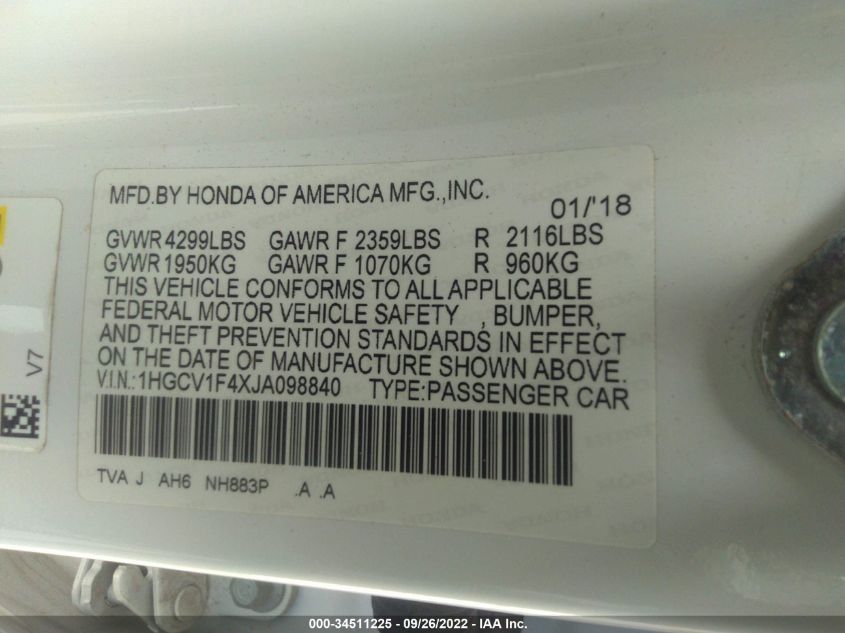 MFD.BY HONDA OF AMERICA MFG.,INC.
01/'18
GVWR 4299LBS GAWR F 2359LBS R 2116LBS
GVWR 1950KG GAWR F 1070KG R 960KG
THIS VEHICLE CONFORMS TO ALL APPLICABLE
FEDERAL MOTOR VEHICLE SAFETY , BUMPER,
AND THEFT PREVENTION STANDARDS IN EFFECT
ON THE DATE OF MANUFACTURE SHOWN ABOVE.
V.I.N.:1HGCV1F4XJA098840 TYPE:PASSENGER CAR
TVA J AH6 NH883P .A .A
V7
000-34511225 - 09/26/2022 - IAA Inc.